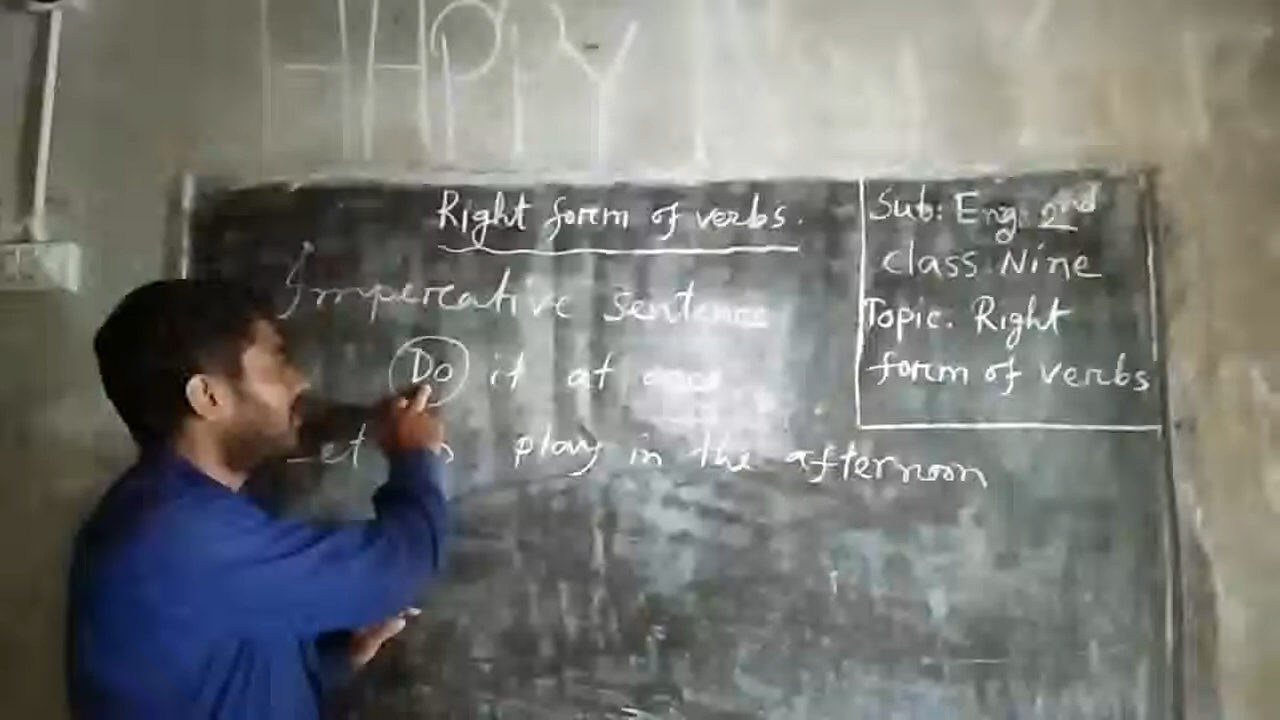 HAPPY N
Right form of verbs.
Imperative sentence
Do it at once
Let play in the afternoon
Sub: Eng: 2nd
class Nine
Topic. Right
form of verbs